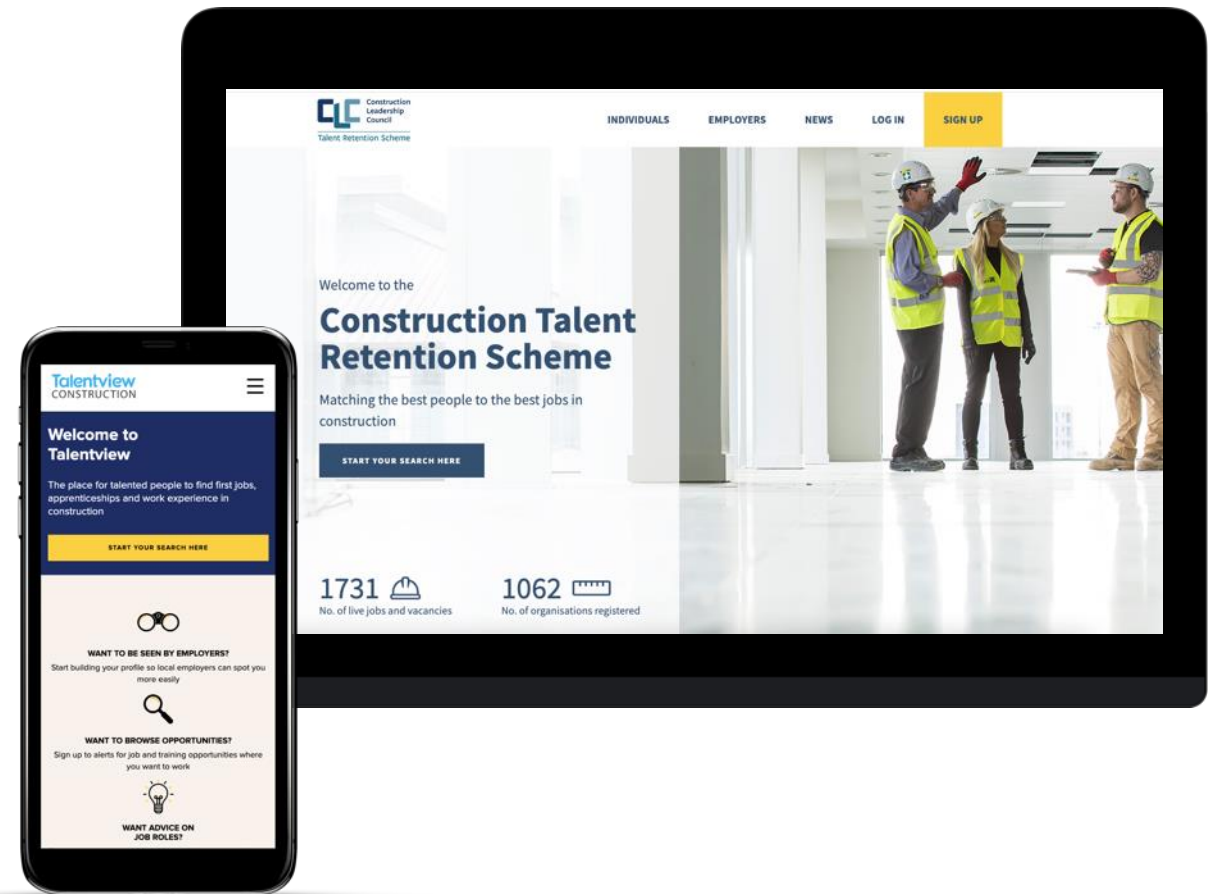 Construction
Leadership
Council
Talent Retention Scheme
INDIVIDUALS
EMPLOYERS
NEWS
LOG IN
SIGN UP
Welcome to the
Construction Talent
Retention Scheme
Matching the best people to the best jobs in
construction
START YOUR SEARCH HERE
1731
No. of live jobs and vacancies
1062
No. of organisations registered
Talentview
CONSTRUCTION
Welcome to
Talentview
The place for talented people to find first jobs,
apprenticeships and work experience in
construction
START YOUR SEARCH HERE
WANT TO BE SEEN BY EMPLOYERS?
Start building your profile so local employers can spot you
more easily
WANT TO BROWSE OPPORTUNITIES?
Sign up to alerts for job and training opportunities where
you want to work
WANT ADVICE ON
JOB ROLES?